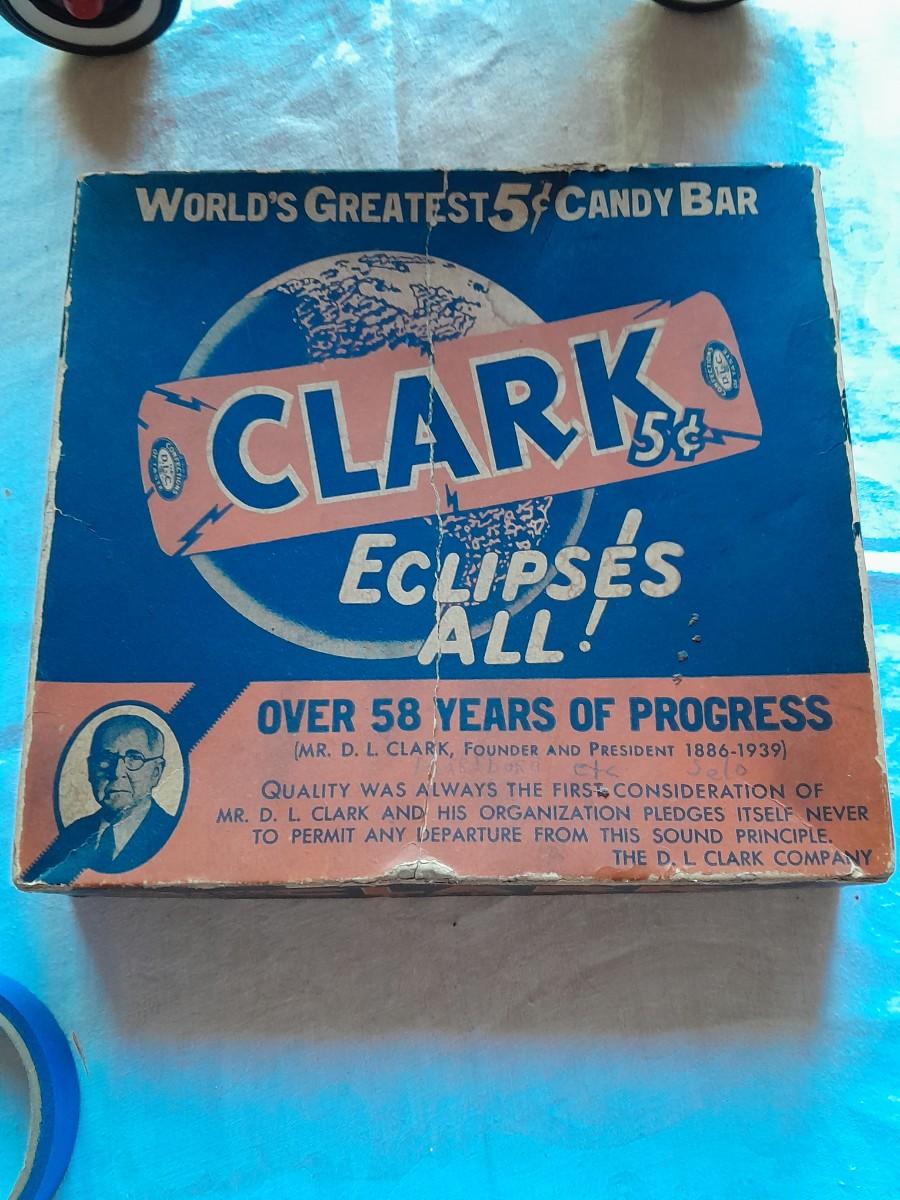 WORLD'S GREATEST 5¢ CANDY BAR
CLARK 5¢
ECLIPSES
ALL!
OVER 58 YEARS OF PROGRESS
(MR. D. L. CLARK, FOUNDER AND PRESIDENT 1886-1939)
etc Solo
QUALITY WAS ALWAYS THE FIRST CONSIDERATION OF
MR. D. L. CLARK AND HIS ORGANIZATION PLEDGES ITSELF NEVER
TO PERMIT ANY DEPARTURE FROM THIS SOUND PRINCIPLE.
THE D. L. CLARK COMPANY